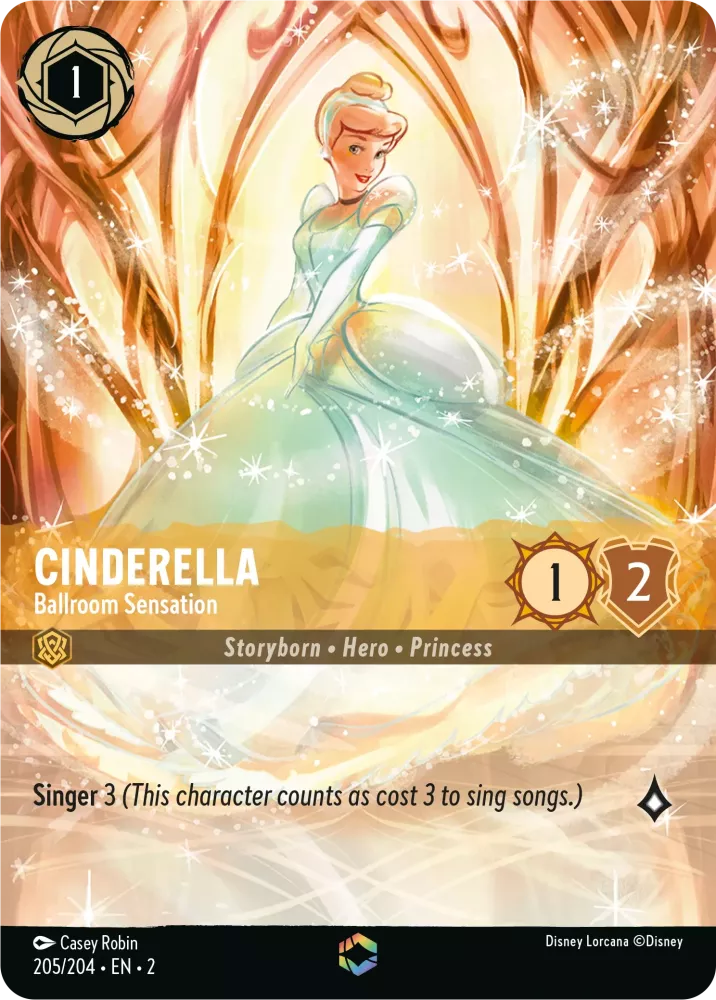 1
CINDERELLA
Ballroom Sensation
1
2
Storyborn • Hero • Princess
Singer 3 (This character counts as cost 3 to sing songs.)
Casey Robin
Disney Lorcana ©Disney
205/204 • EN • 2